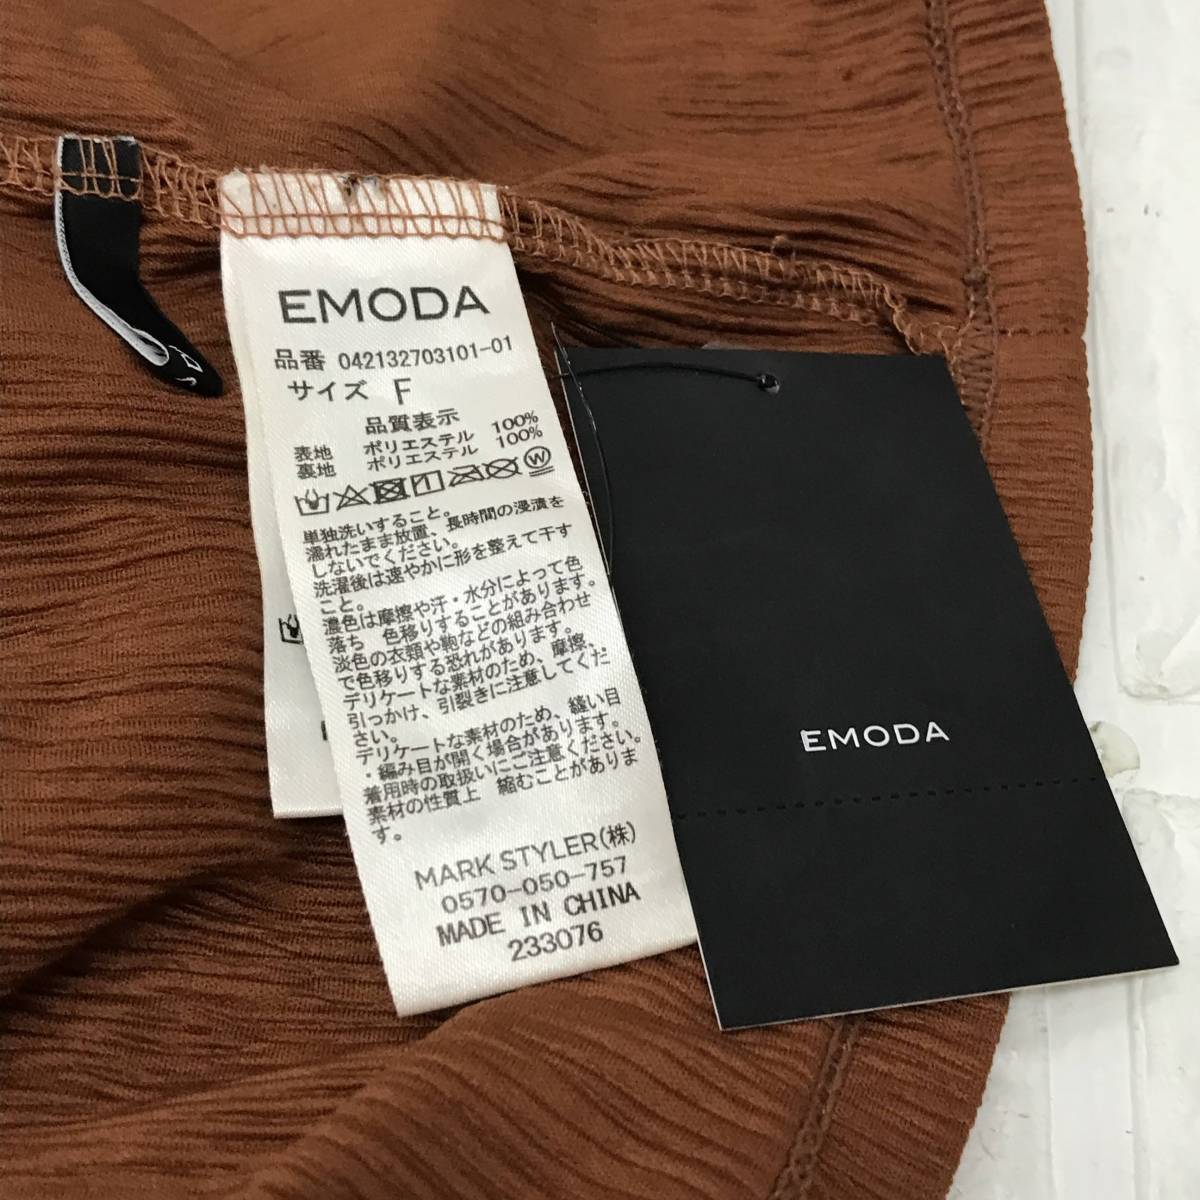 EMODA
品番 042132703101-01
サイズ F
品質表示
表地 ポリエステル 100%
裏地 ポリエステル 100%
単独洗いすること。
濡れたまま放置、長時間の浸漬を
しないでください。
洗濯後は速やかに形を整えて干す
こと。
濃色は摩擦や汗・水分によって色
落ち 色移りすることがあります。
淡色の衣類や鞄などの組み合わせ
で色移りする恐れがあります。
デリケートな素材のため、摩擦、
引っかけ、引裂きに注意してくだ
さい。
デリケートな素材のため、縫い目
・編み目が開く場合があります。
着用時の取扱いにご注意ください。
素材の性質上 縮むことがありま
す。
MARK STYLER(株)
0570-050-757
MADE IN CHINA
233076
EMODA